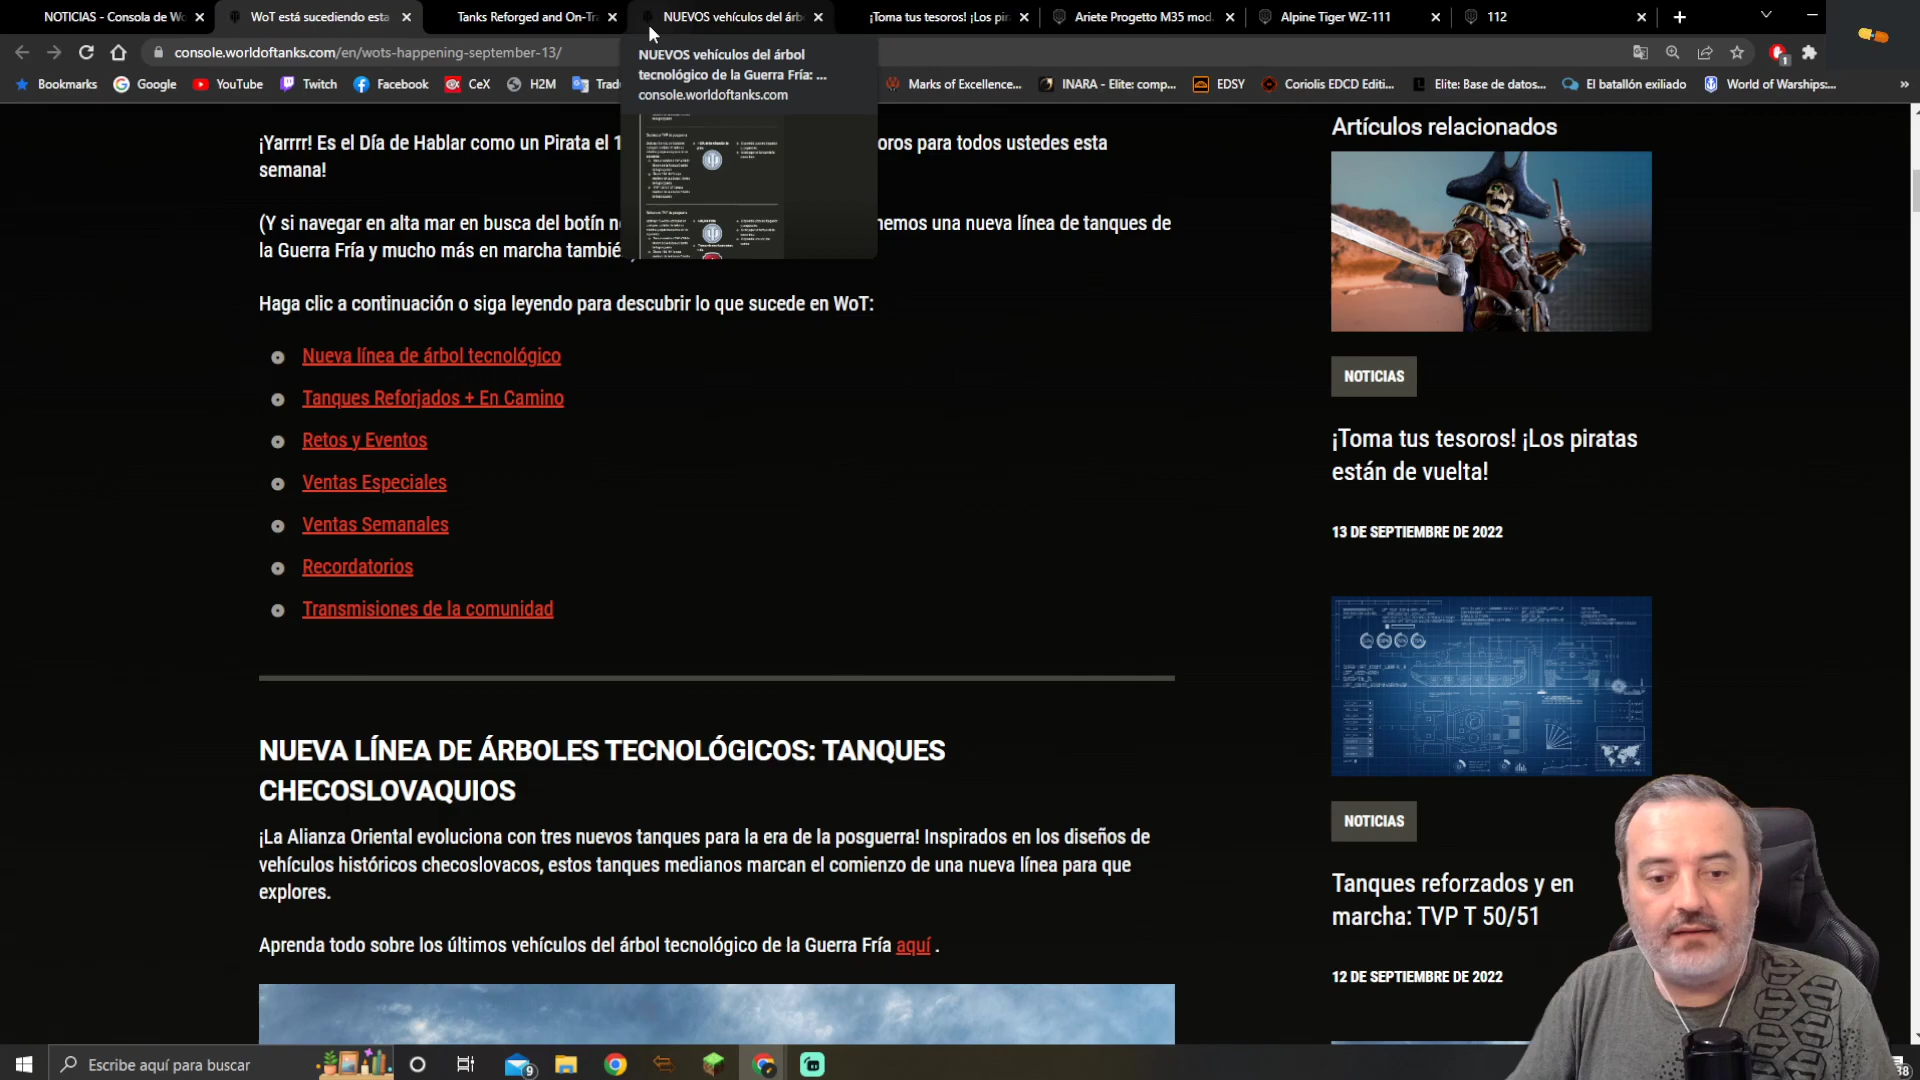 NOTICIAS - Consola de Wo
WoT está sucediendo esta
Tanks Reforged and On-Tr
NUEVOS vehículos del árb
¡Toma tus tesoros! ¡Los pir
Ariete Progetto M35 mod.
Alpine Tiger WZ-111
112
console.worldoftanks.com/en/wots-happening-september-13/
1
Bookmarks
Google
YouTube
Twitch
Facebook
CeX
H2M
Tradu
Marks of Excellence...
INARA - Elite: comp...
EDSY
Coriolis EDCD Editi...
Elite: Base de datos...
El batallón exiliado
World of Warships:...
»
NUEVOS vehículos del árbol
tecnológico de la Guerra Fría: ...
console.worldoftanks.com
¡Yarrrr! Es el Día de Hablar como un Pirata el 1
oros para todos ustedes esta
semana!
(Y si navegar en alta mar en busca del botín n
nemos una nueva línea de tanques de
la Guerra Fría y mucho más en marcha también
Haga clic a continuación o siga leyendo para descubrir lo que sucede en WoT:
Nueva línea de árbol tecnológico
Tanques Reforjados + En Camino
Retos y Eventos
Ventas Especiales
Ventas Semanales
Recordatorios
Transmisiones de la comunidad
NUEVA LÍNEA DE ÁRBOLES TECNOLÓGICOS: TANQUES
CHECOSLOVAQUIOS
¡La Alianza Oriental evoluciona con tres nuevos tanques para la era de la posguerra! Inspirados en los diseños de
vehículos históricos checoslovacos, estos tanques medianos marcan el comienzo de una nueva línea para que
explores.
Aprenda todo sobre los últimos vehículos del árbol tecnológico de la Guerra Fría aquí .
Artículos relacionados
NOTICIAS
¡Toma tus tesoros! ¡Los piratas
están de vuelta!
13 DE SEPTIEMBRE DE 2022
NOTICIAS
Tanques reforzados y en
marcha: TVP T 50/51
12 DE SEPTIEMBRE DE 2022
Escribe aquí para buscar
9
38